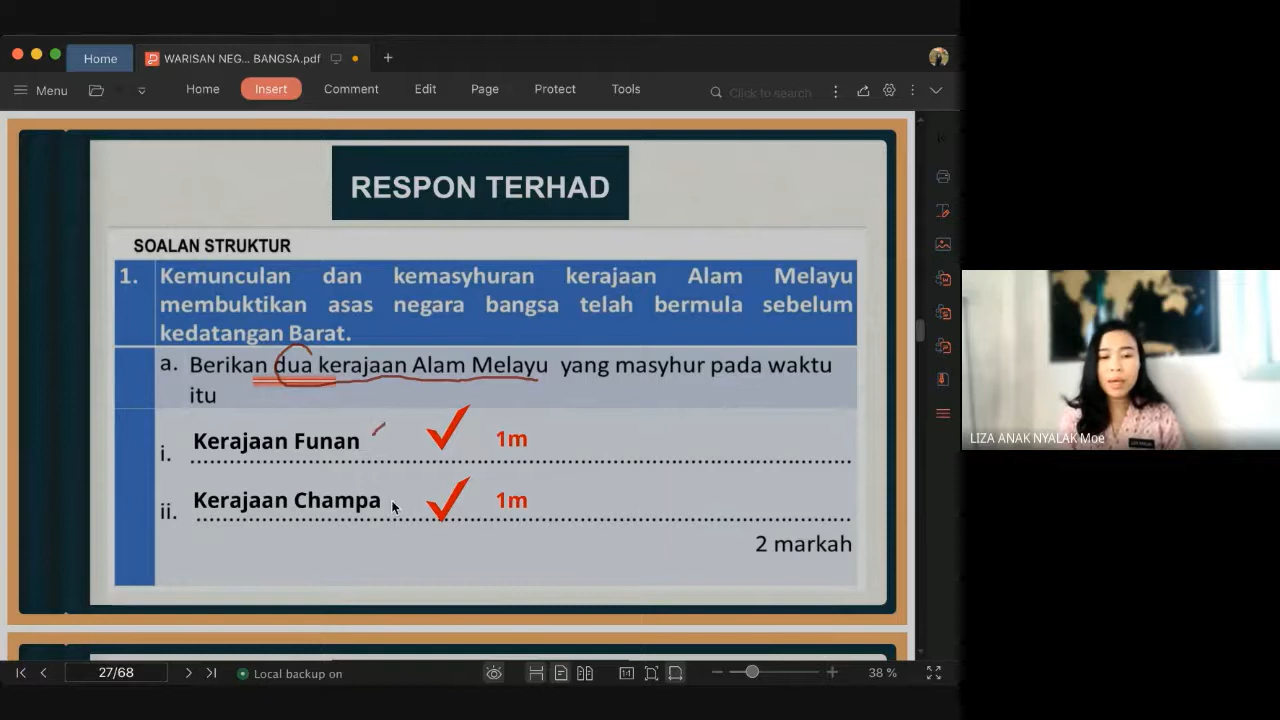 Home
WARISAN NEG... BANGSA.pdf
Menu
Home
Insert
Comment
Edit
Page
Protect
Tools
Click to search
RESPON TERHAD
SOALAN STRUKTUR
1. Kemunculan dan kemasyhuran kerajaan Alam Melayu
membuktikan asas negara bangsa telah bermula sebelum
kedatangan Barat.
a. Berikan dua kerajaan Alam Melayu yang masyhur pada waktu
itu
i. Kerajaan Funan 1m
ii. Kerajaan Champa 1m
2 markah
LIZA ANAK NYALAK Moe
27/68
Local backup on
38 %